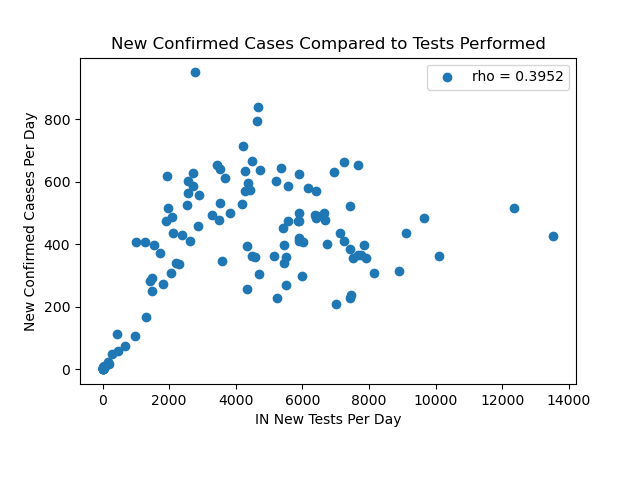 New Confirmed Cases Compared to Tests Performed
rho = 0.3952
New Confirmed Caeses Per Day
800
600
400
200
0
0 2000 4000 6000 8000 10000 12000 14000
IN New Tests Per Day